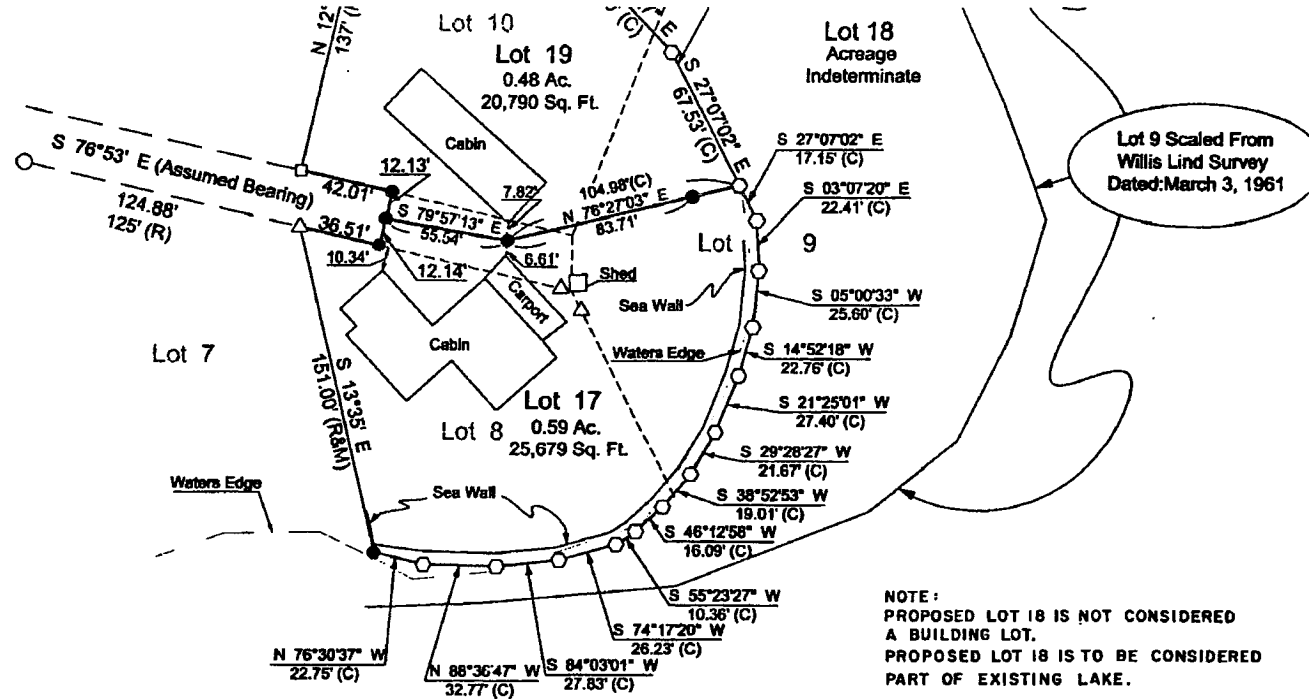 Lot 10
N 12°
137' (
Lot 19
0.48 Ac.
20,790 Sq. Ft.
Cabin
E
(C)
S 27°07'02" E
67.53' (C)
Lot 18
Acreage
Indeterminate
Lot 9 Scaled From
Willis Lind Survey
Dated:March 3, 1961
S 27°07'02" E
17.15' (C)
S 03°07'20" E
22.41' (C)
S 76°53' E (Assumed Bearing)
124.88'
125' (R)
42.01'
12.13'
36.51'
10.34'
12.14'
S 79°57'13" E
55.54'
7.82'
6.61'
104.98'(C)
N 76°27'03" E
83.71'
Lot 9
Shed
Sea Wall
Carport
Cabin
Waters Edge
S 05°00'33" W
25.60' (C)
S 14°52'18" W
22.76' (C)
S 21°25'01" W
27.40' (C)
S 29°28'27" W
21.67' (C)
S 38°52'53" W
19.01' (C)
S 46°12'58" W
16.09' (C)
S 55°23'27" W
10.36' (C)
S 74°17'20" W
26.23' (C)
S 84°03'01" W
27.83' (C)
N 88°36'47" W
32.77' (C)
N 76°30'37" W
22.75' (C)
Lot 7
S 13°35' E
151.00' (R&M)
Lot 8
Lot 17
0.59 Ac.
25,679 Sq. Ft.
Waters Edge
Sea Wall
NOTE:
PROPOSED LOT 18 IS NOT CONSIDERED
A BUILDING LOT.
PROPOSED LOT 18 IS TO BE CONSIDERED
PART OF EXISTING LAKE.